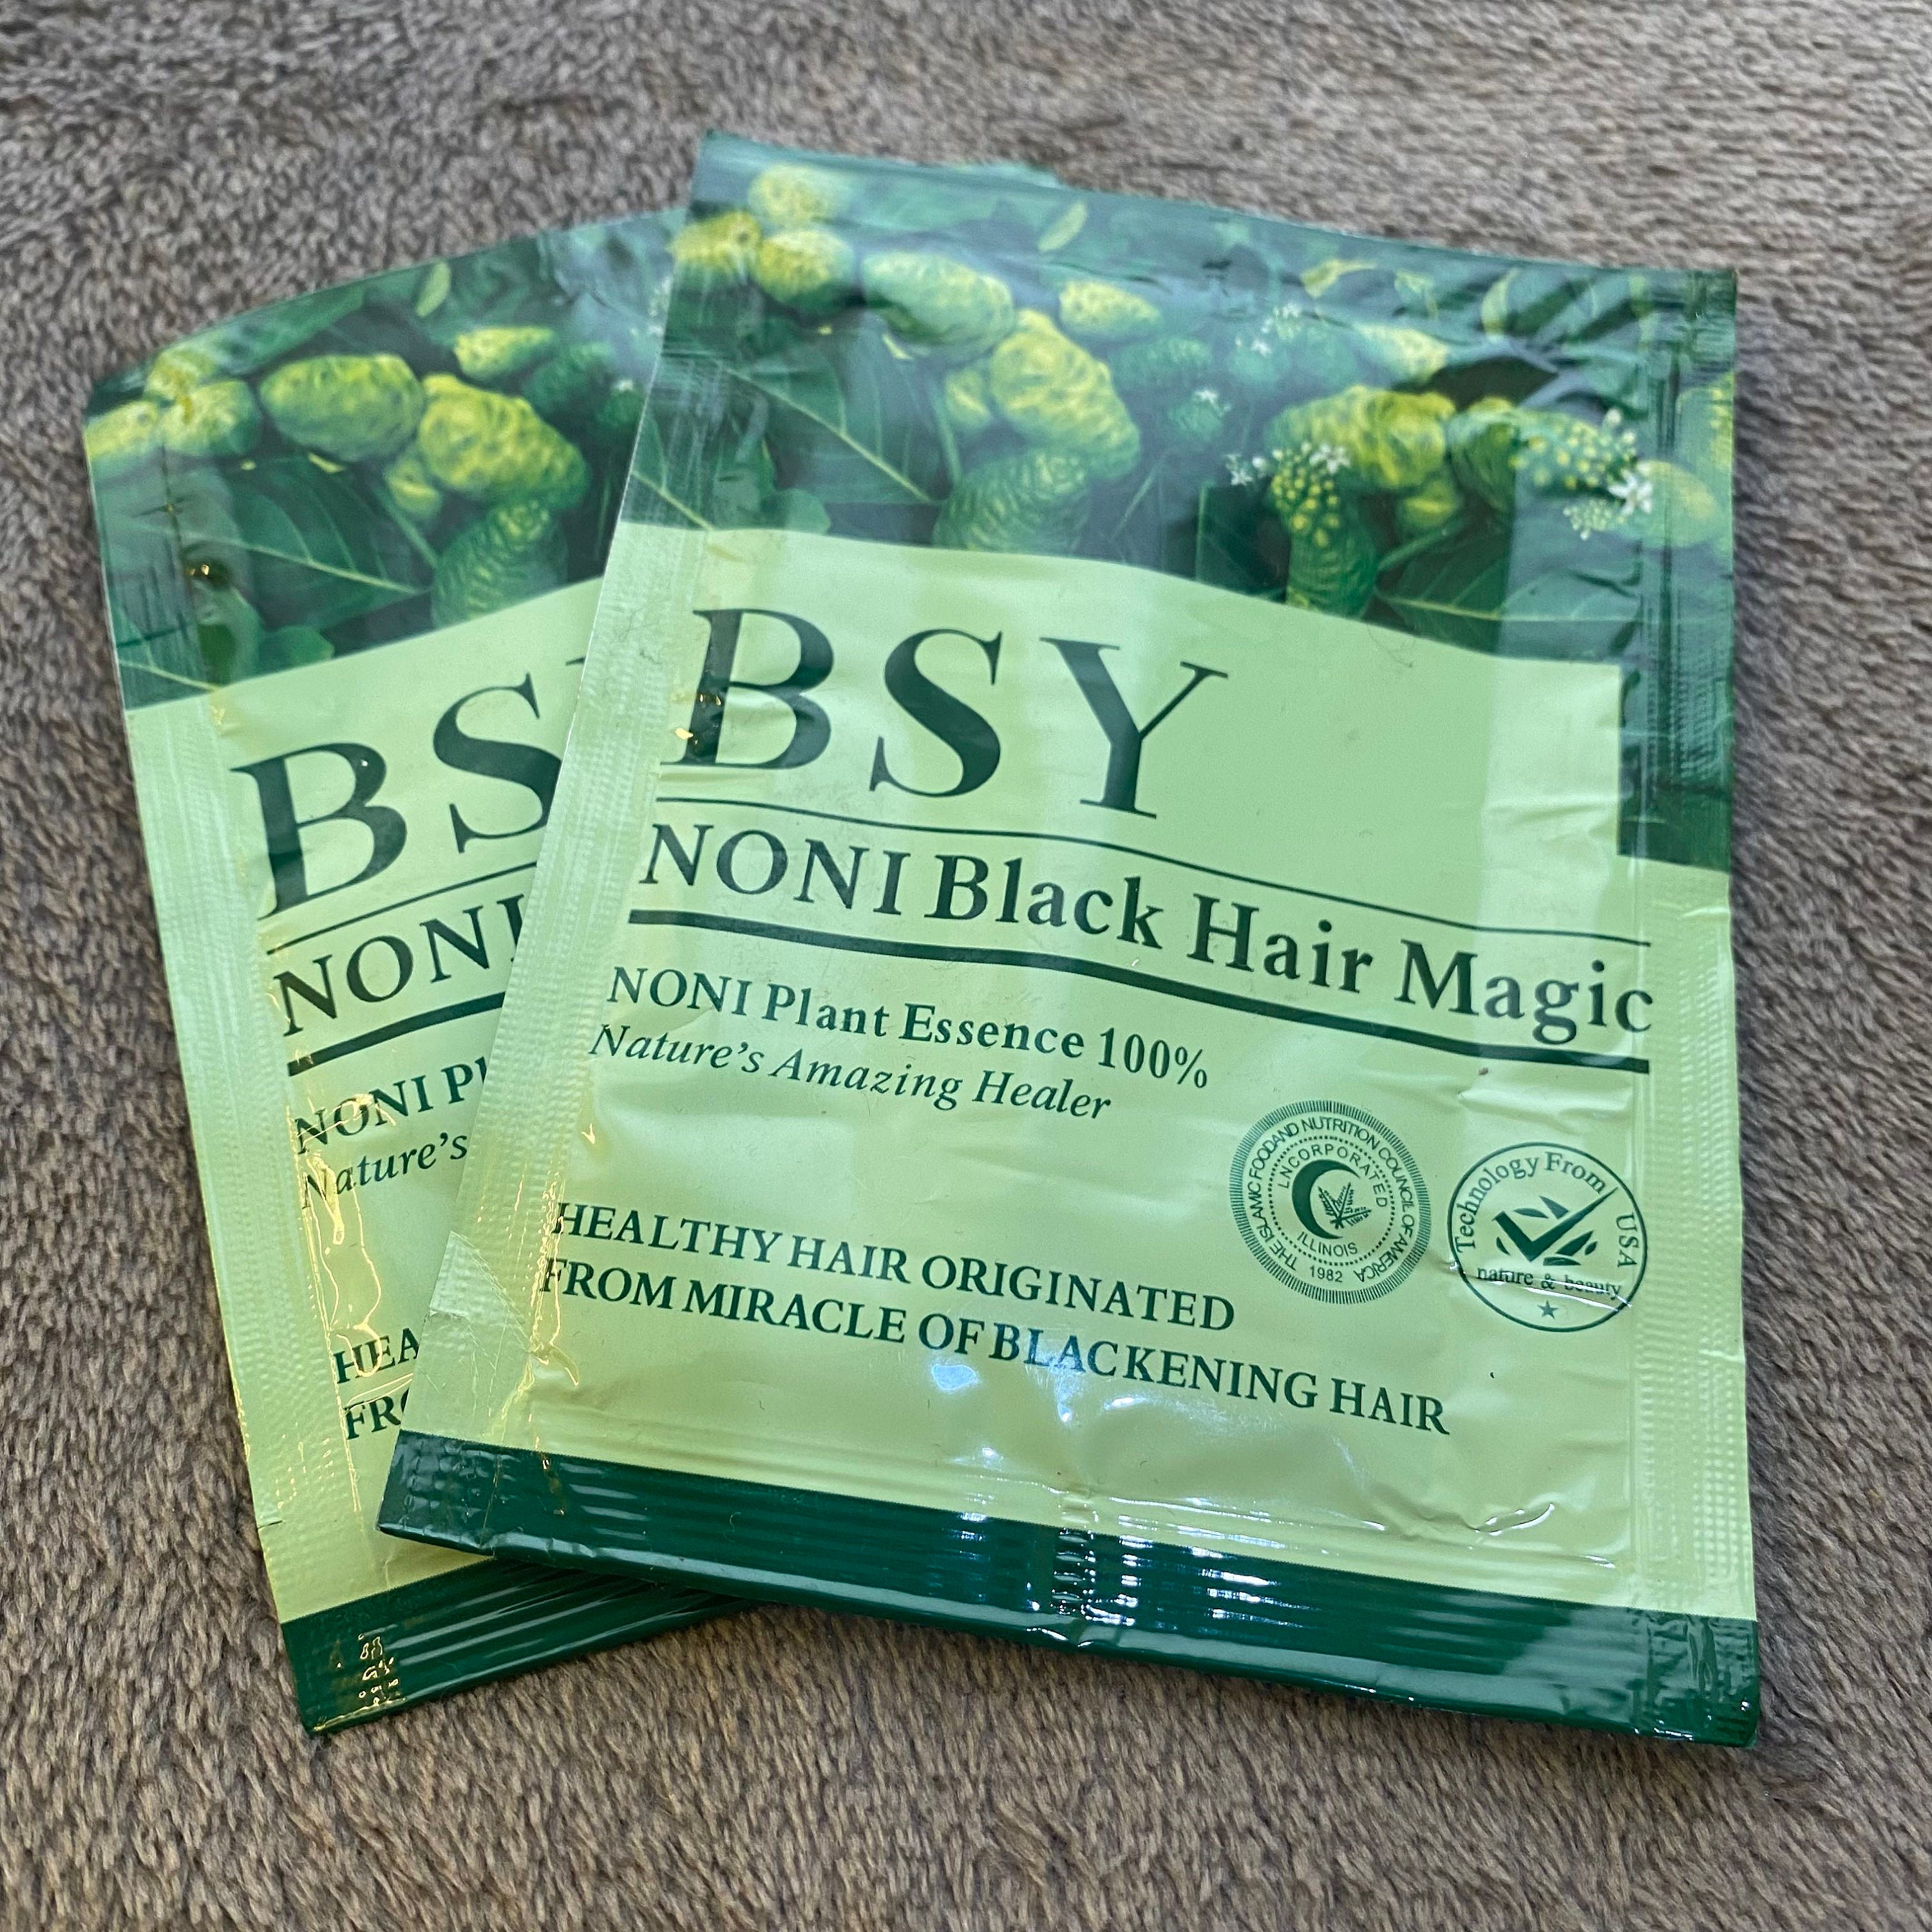 BSY
NONI Black Hair Magic
NONI Plant Essence 100%
Nature's Amazing Healer
HEALTHY HAIR ORIGINATED
FROM MIRACLE OF BLACKENING HAIR
THE ISLAMIC FOOD AND NUTRITION COUNCIL OF AMERICA
INCORPORATED
ILLINOIS
1982
Technology From USA
nature & beauty
BS
NONI
NONI Pl
Nature's
HEA
FRO